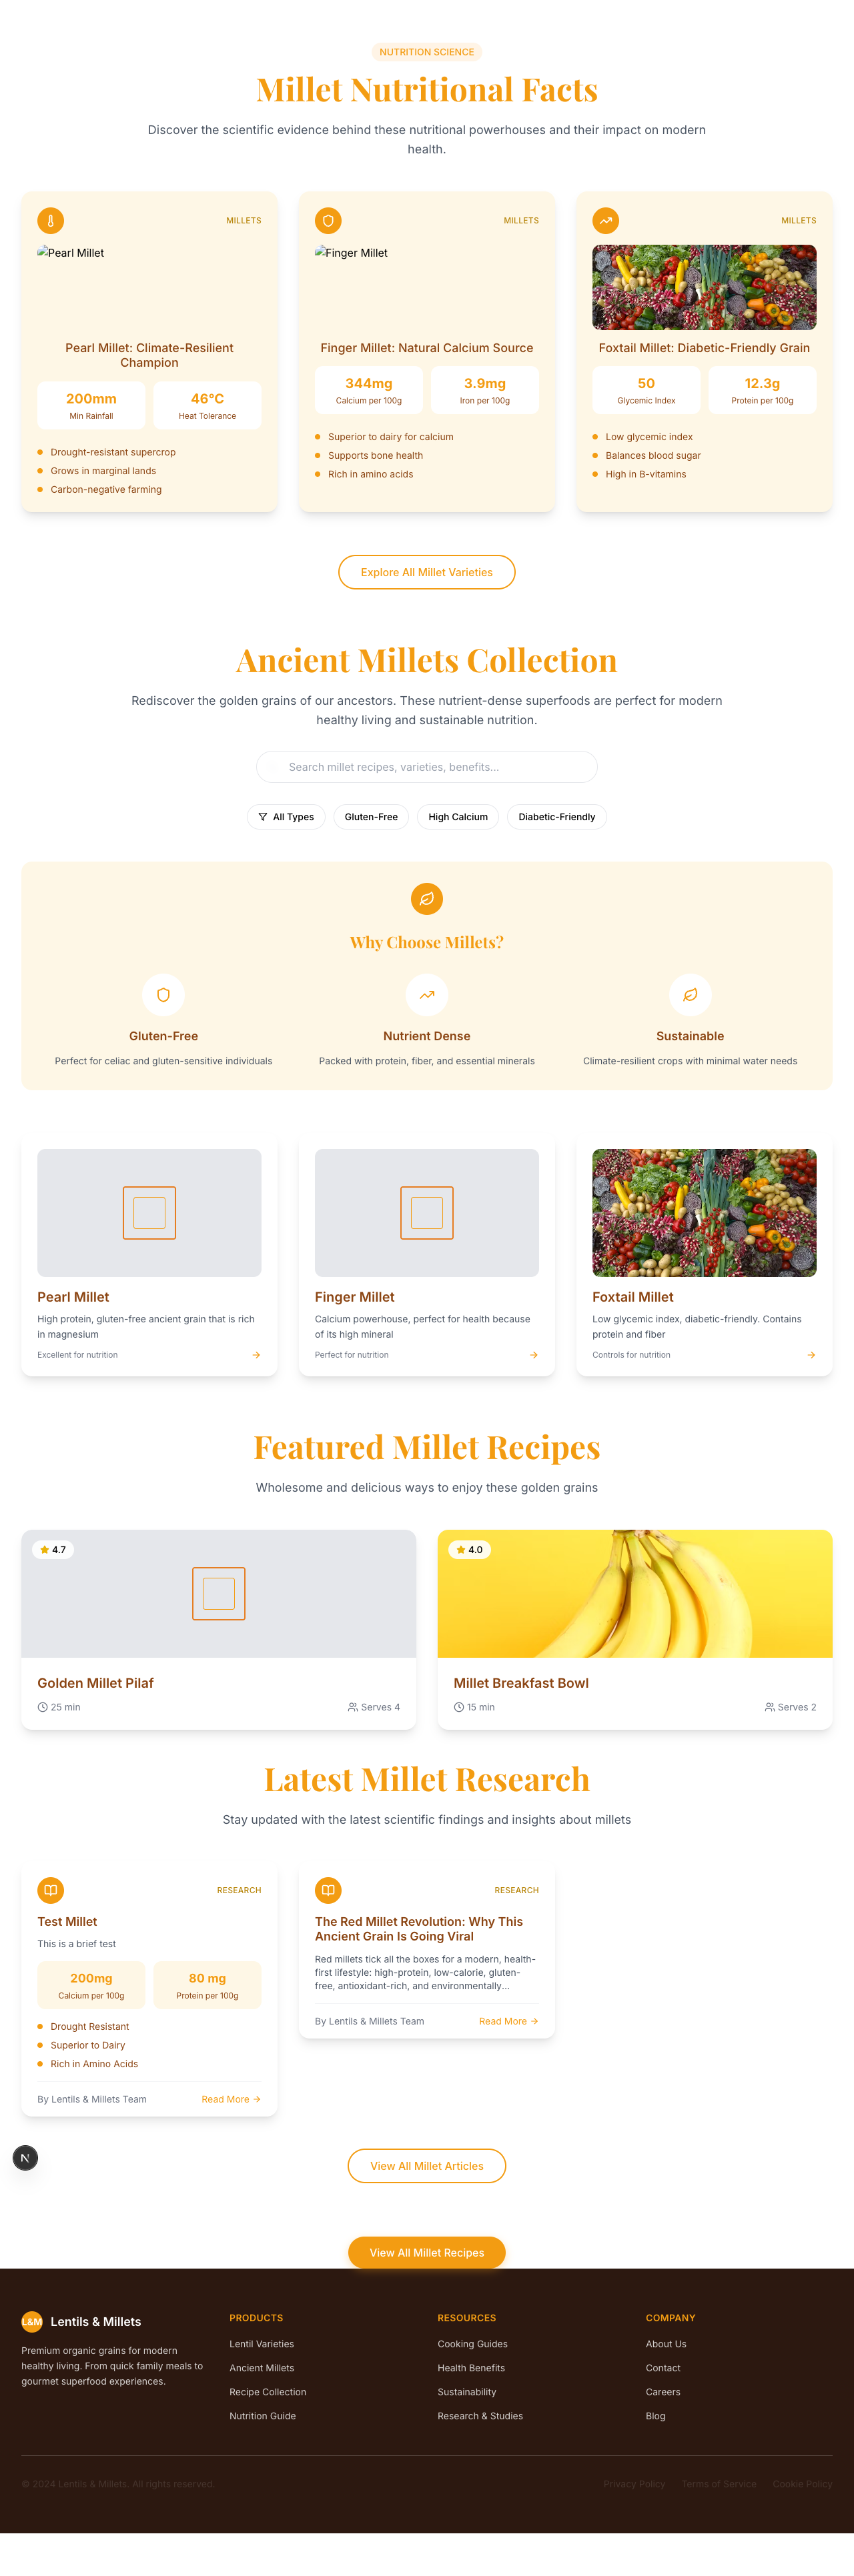 NUTRITION SCIENCE
Millet Nutritional Facts
Discover the scientific evidence behind these nutritional powerhouses and their impact on modern
health.
MILLETS
Pearl Millet
Pearl Millet: Climate-Resilient
Champion
200mm
Min Rainfall
46°C
Heat Tolerance
Drought-resistant supercrop
Grows in marginal lands
Carbon-negative farming
MILLETS
Finger Millet
Finger Millet: Natural Calcium Source
344mg
Calcium per 100g
3.9mg
Iron per 100g
Superior to dairy for calcium
Supports bone health
Rich in amino acids
MILLETS
Foxtail Millet: Diabetic-Friendly Grain
50
Glycemic Index
12.3g
Protein per 100g
Low glycemic index
Balances blood sugar
High in B-vitamins
Explore All Millet Varieties
Ancient Millets Collection
Rediscover the golden grains of our ancestors. These nutrient-dense superfoods are perfect for modern
healthy living and sustainable nutrition.
Search millet recipes, varieties, benefits...
All Types
Gluten-Free
High Calcium
Diabetic-Friendly
Why Choose Millets?
Gluten-Free
Perfect for celiac and gluten-sensitive individuals
Nutrient Dense
Packed with protein, fiber, and essential minerals
Sustainable
Climate-resilient crops with minimal water needs
Pearl Millet
High protein, gluten-free ancient grain that is rich
in magnesium
Excellent for nutrition
Finger Millet
Calcium powerhouse, perfect for health because
of its high mineral
Perfect for nutrition
Foxtail Millet
Low glycemic index, diabetic-friendly. Contains
protein and fiber
Controls for nutrition
Featured Millet Recipes
Wholesome and delicious ways to enjoy these golden grains
4.7
Golden Millet Pilaf
25 min
Serves 4
4.0
Millet Breakfast Bowl
15 min
Serves 2
Latest Millet Research
Stay updated with the latest scientific findings and insights about millets
RESEARCH
Test Millet
This is a brief test
200mg
Calcium per 100g
80 mg
Protein per 100g
Drought Resistant
Superior to Dairy
Rich in Amino Acids
By Lentils & Millets Team
Read More
RESEARCH
The Red Millet Revolution: Why This
Ancient Grain Is Going Viral
Red millets tick all the boxes for a modern, health-
first lifestyle: high-protein, low-calorie, gluten-
free, antioxidant-rich, and environmentally...
By Lentils & Millets Team
Read More
N
View All Millet Articles
View All Millet Recipes
L&M
Lentils & Millets
Premium organic grains for modern
healthy living. From quick family meals to
gourmet superfood experiences.
PRODUCTS
Lentil Varieties
Ancient Millets
Recipe Collection
Nutrition Guide
RESOURCES
Cooking Guides
Health Benefits
Sustainability
Research & Studies
COMPANY
About Us
Contact
Careers
Blog
© 2024 Lentils & Millets. All rights reserved.
Privacy Policy
Terms of Service
Cookie Policy